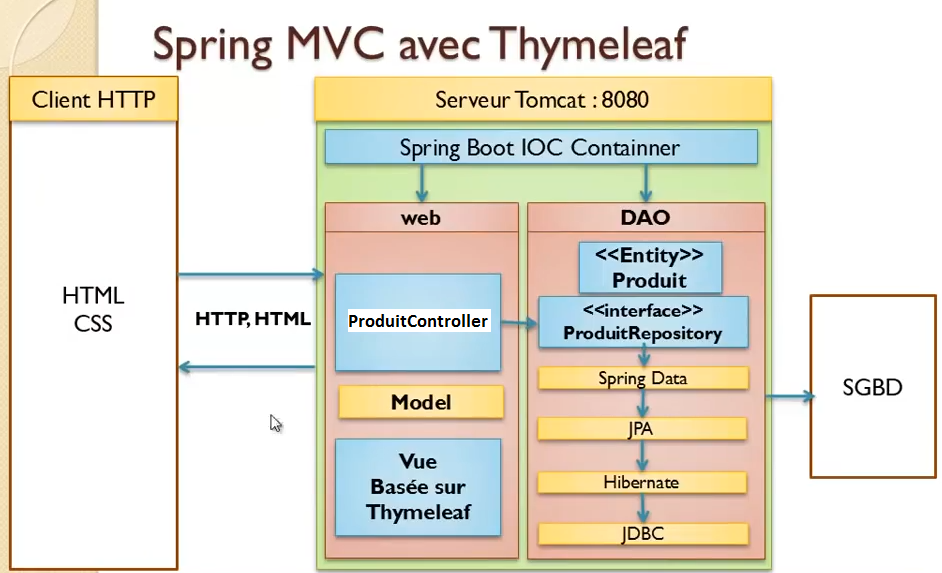 Spring MVC avec Thymeleaf
Client HTTP
Serveur Tomcat : 8080
Spring Boot IOC Containner
web
DAO
<<Entity>>
Produit
HTML
CSS
HTTP, HTML
ProduitController
<<interface>>
ProduitRepository
Spring Data
SGBD
Model
JPA
Vue
Basée sur
Thymeleaf
Hibernate
JDBC